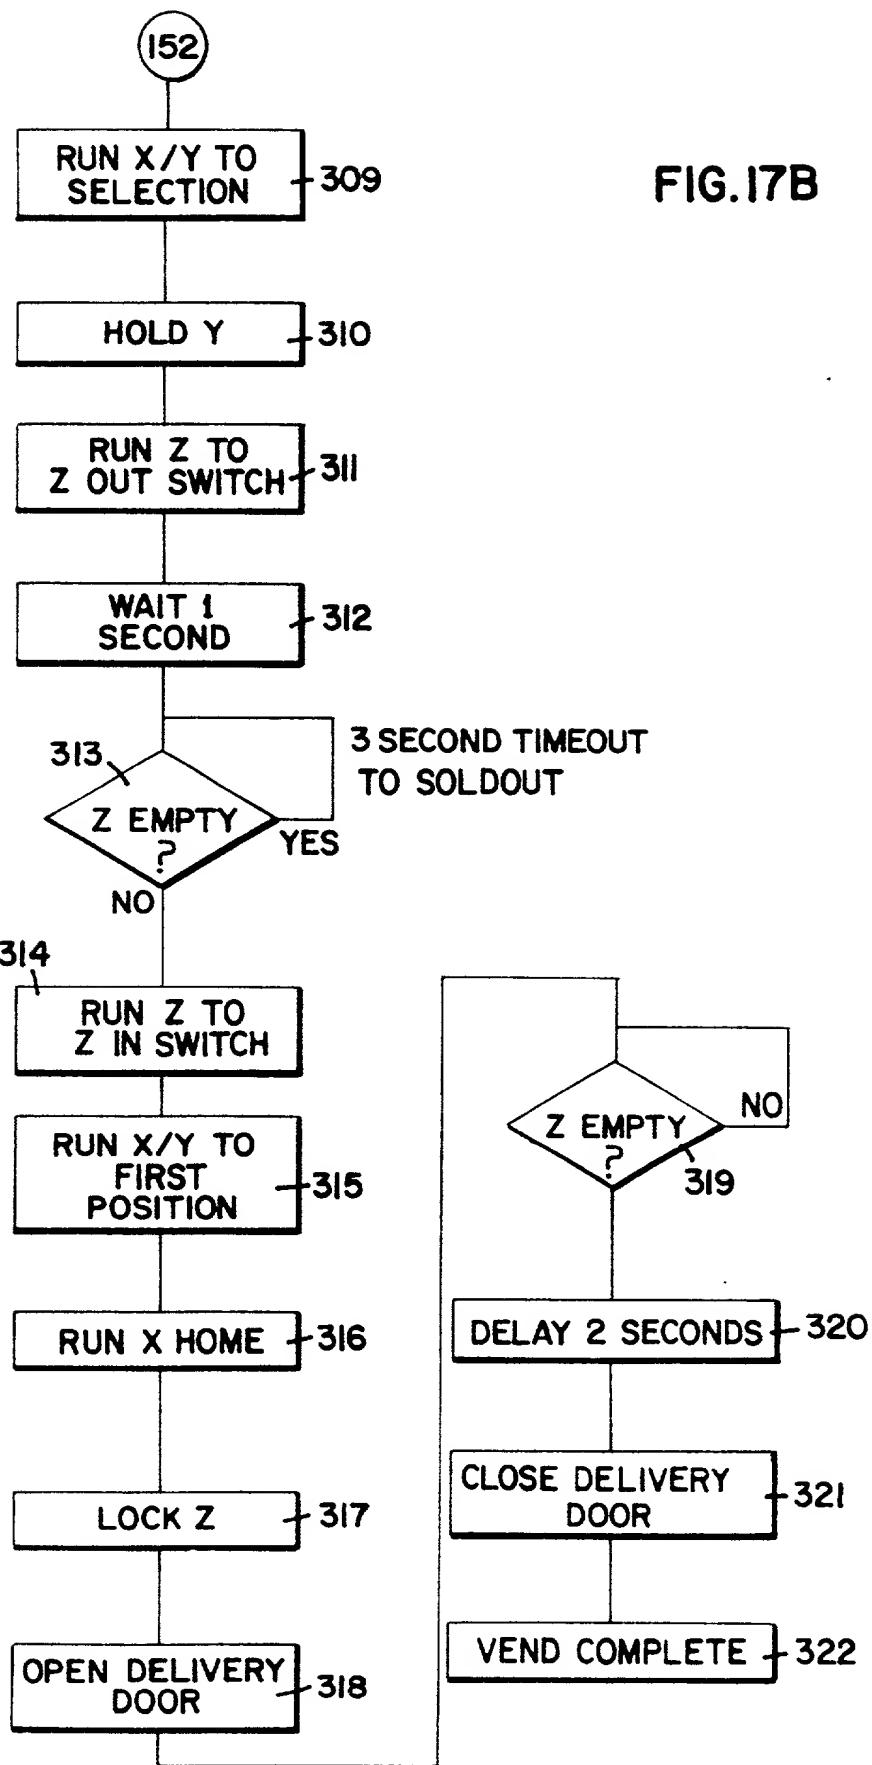 152
RUN X/Y TO
SELECTION
309
FIG.17B
HOLD Y
310
RUN Z TO
Z OUT SWITCH
311
WAIT 1
SECOND
312
313
3 SECOND TIMEOUT
TO SOLDOUT
Z EMPTY
?
YES
NO
314
RUN Z TO
Z IN SWITCH
RUN X/Y TO
FIRST
POSITION
315
RUN X HOME
316
LOCK Z
317
OPEN DELIVERY
DOOR
318
Z EMPTY
?
NO
319
DELAY 2 SECONDS
320
CLOSE DELIVERY
DOOR
321
VEND COMPLETE
322